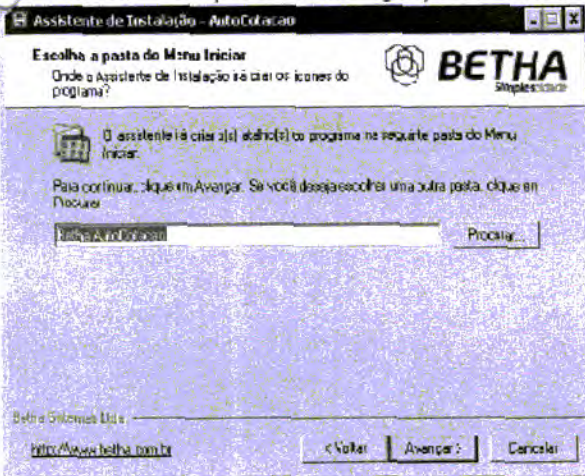 Assistente de Instalação - AutoCotacao
Escolha a pasta do Menu Iniciar
Onde o Assistente de Instalação irá criar os ícones do
programa?
BETHA
Simplescidade
O assistente irá criar o(s) atalho(s) do programa na seguinte pasta do Menu
Iniciar.
Para continuar, clique em Avançar. Se você deseja escolher uma outra pasta, clique em
Procurar.
Betha AutoCotacao
Procurar...
Betha Sistemas Ltda.
http://www.betha.com.br
< Voltar
Avançar >
Cancelar